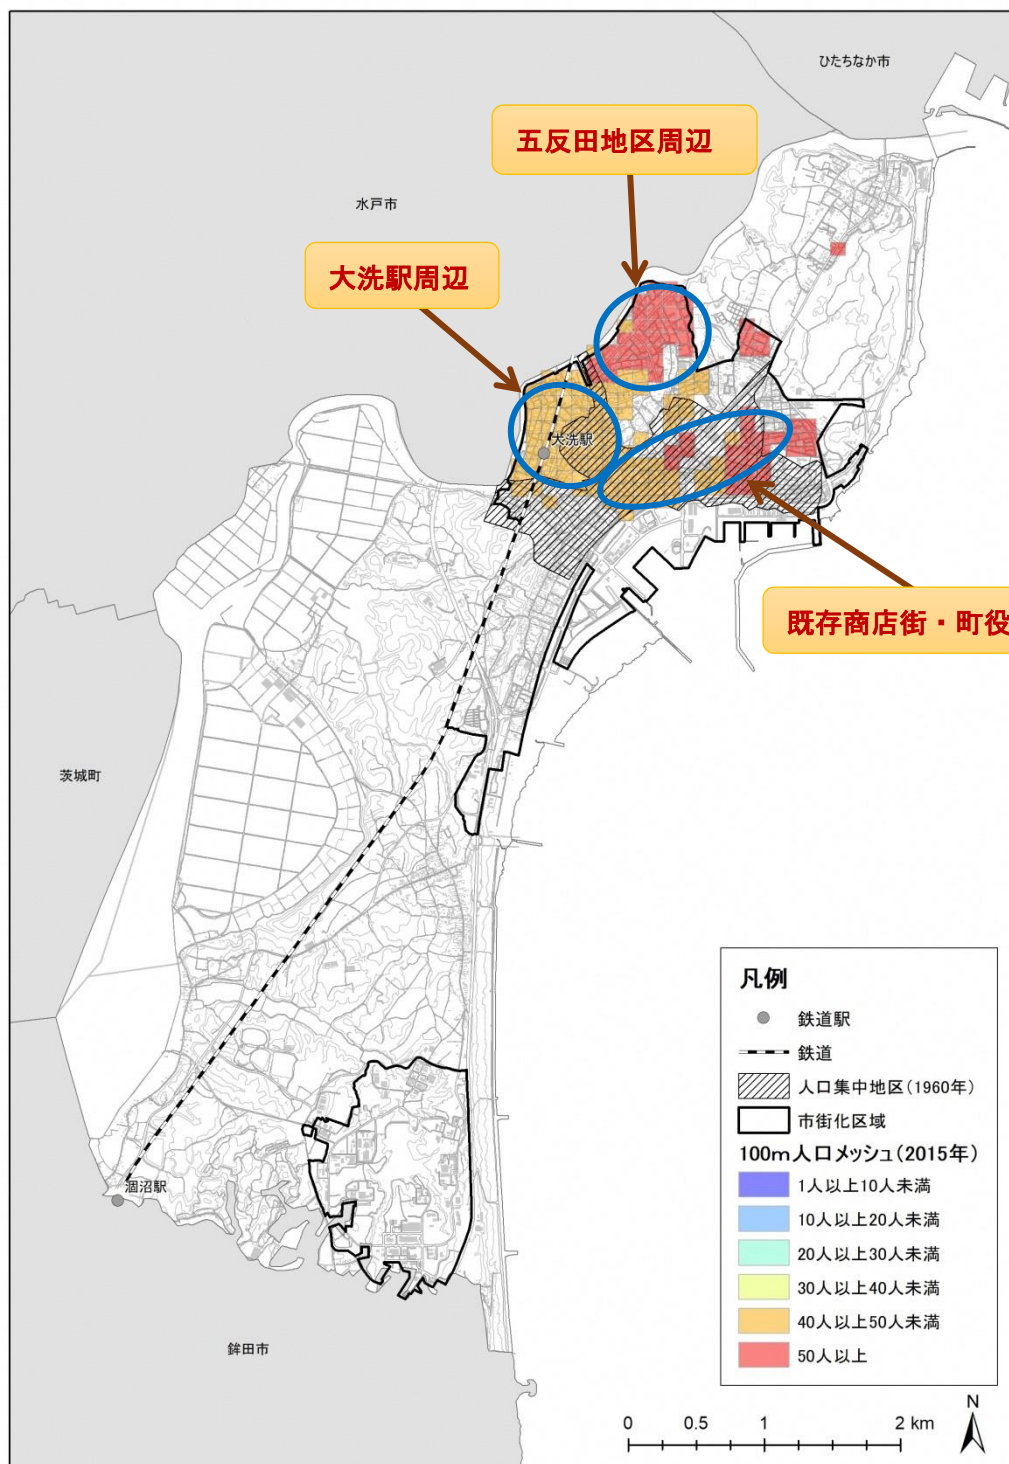 ひたちなか市
五反田地区周辺
水戸市
大洗駅周辺
大洗駅
既存商店街・町役
茨城町
涸沼駅
鉾田市
凡例
鉄道駅
鉄道
人口集中地区(1960年)
市街化区域
100m人口メッシュ(2015年)
1人以上10人未満
10人以上20人未満
20人以上30人未満
30人以上40人未満
40人以上50人未満
50人以上
0 0.5 1 2 km
N